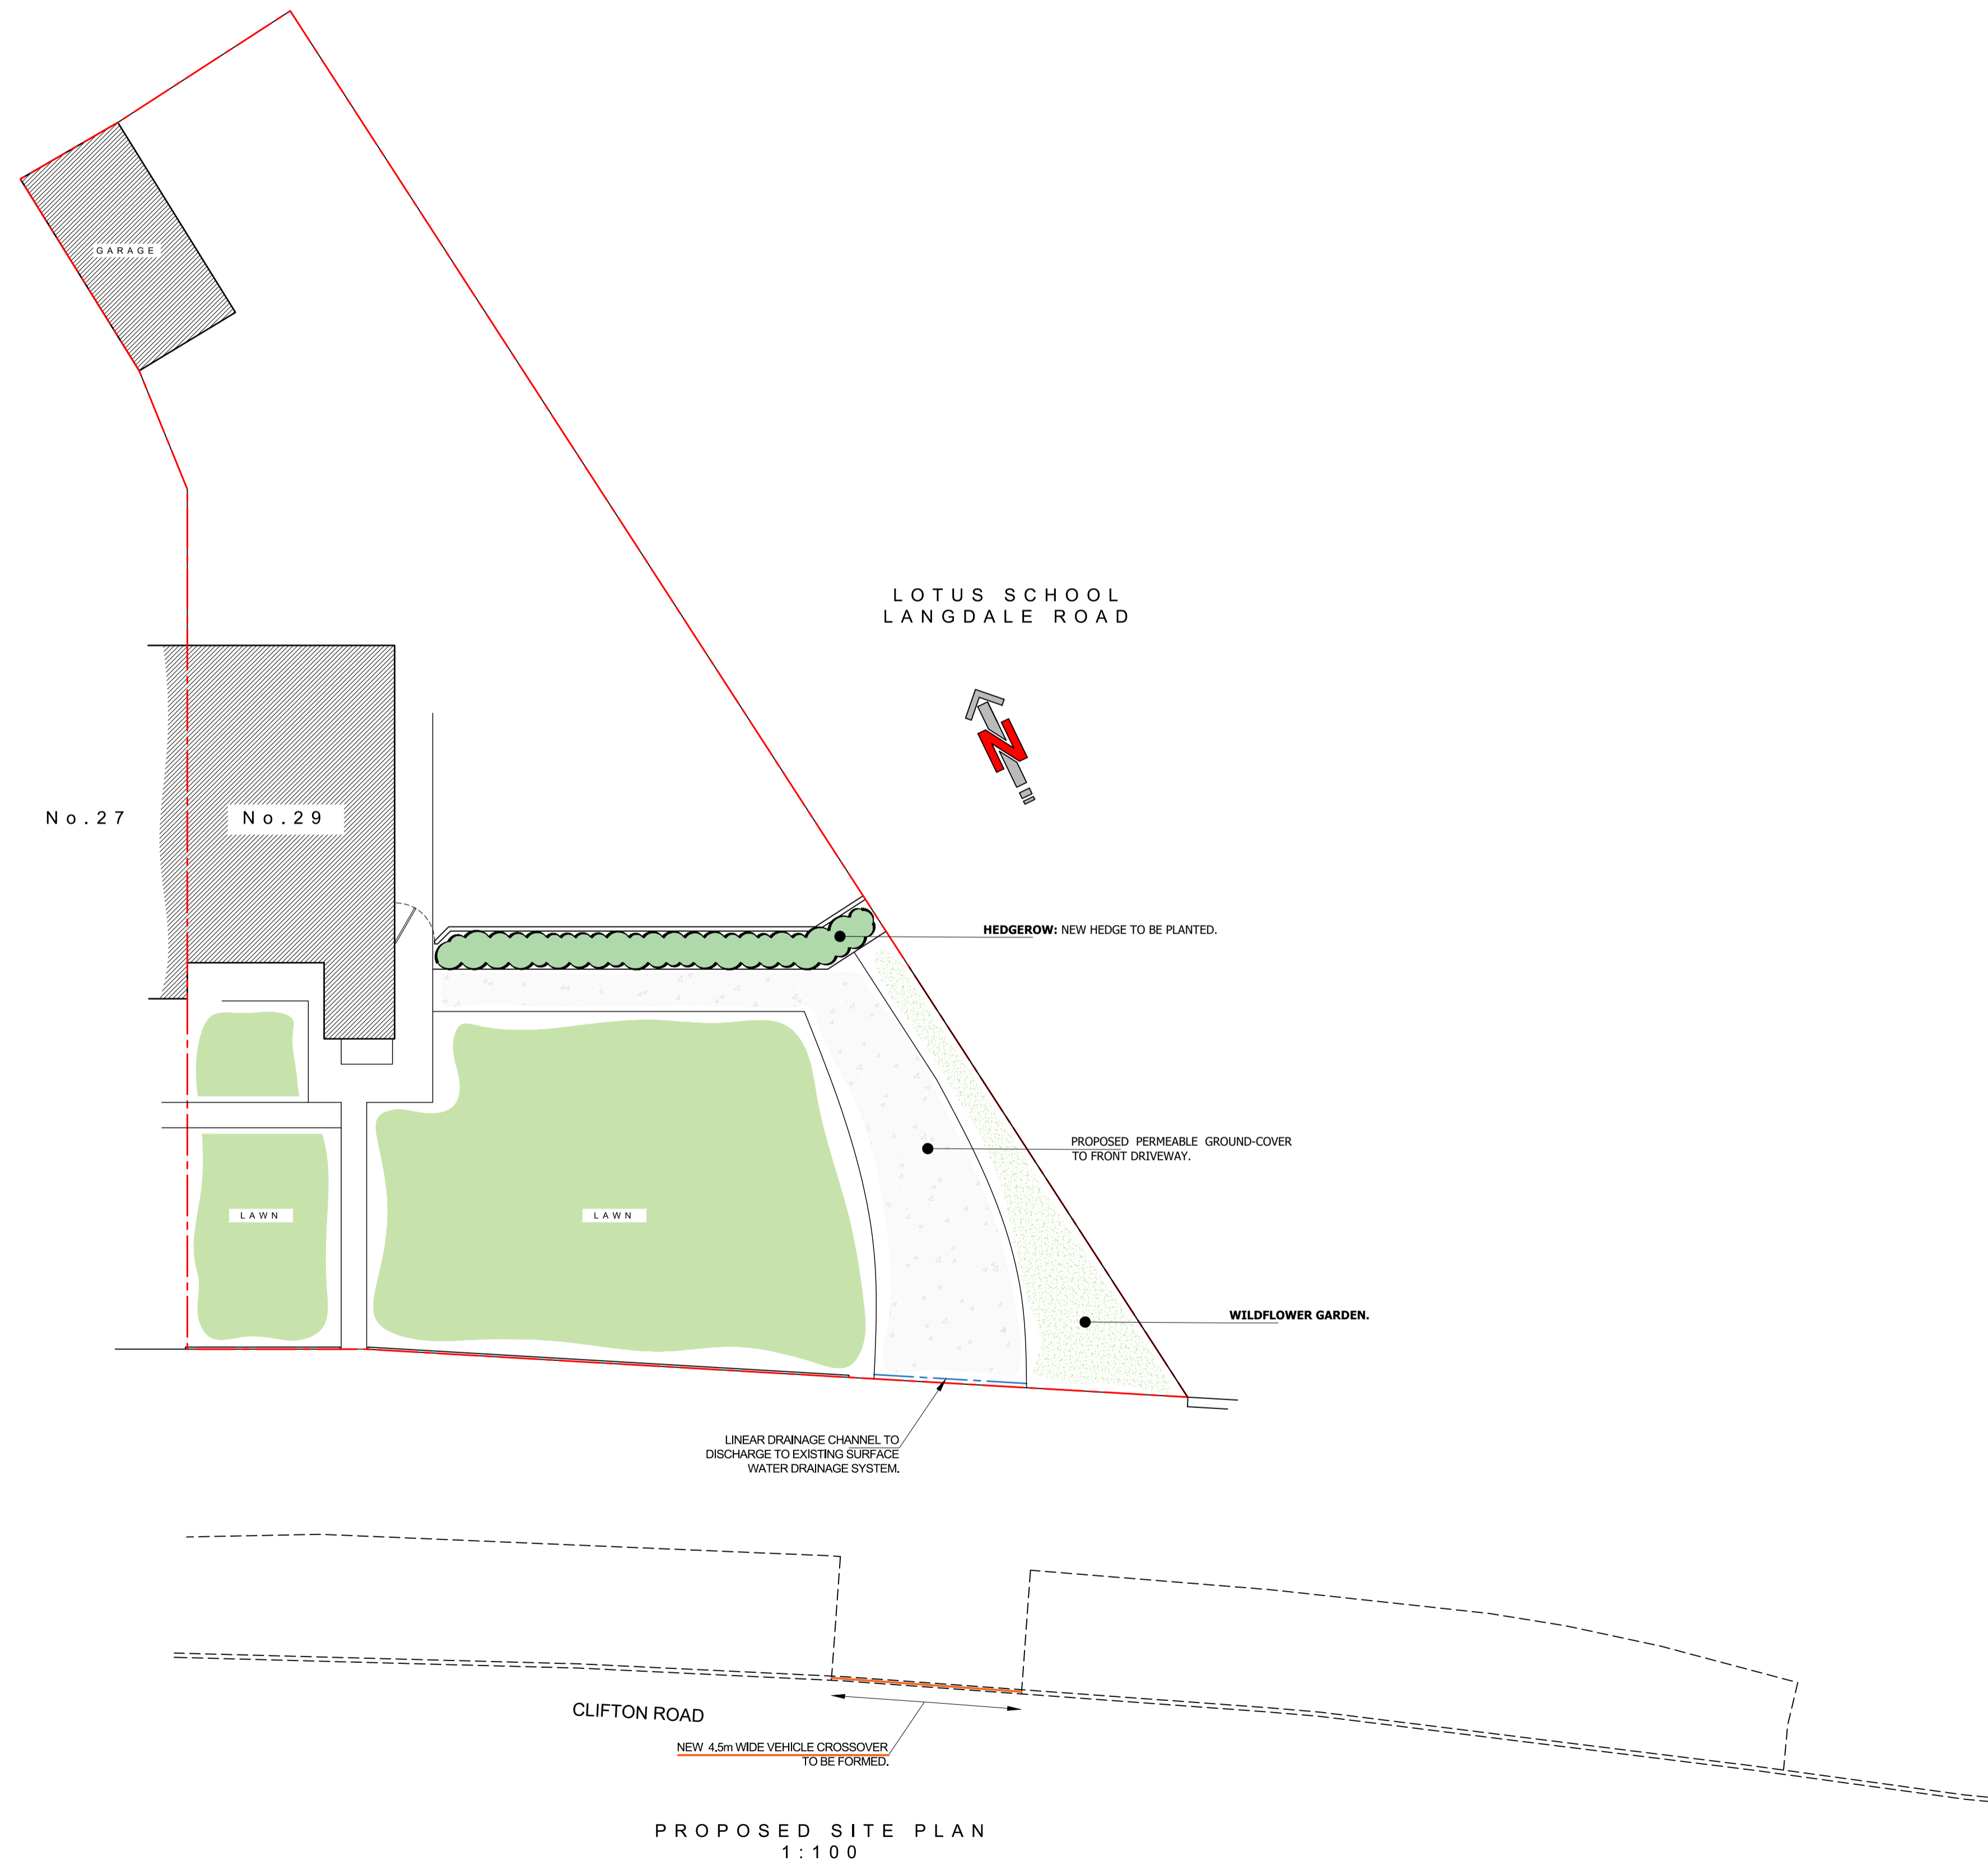 GARAGE
LOTUS SCHOOL
LANGDALE ROAD
N
No.27
No.29
HEDGEROW: NEW HEDGE TO BE PLANTED.
PROPOSED PERMEABLE GROUND-COVER
TO FRONT DRIVEWAY.
LAWN
LAWN
WILDFLOWER GARDEN.
LINEAR DRAINAGE CHANNEL TO
DISCHARGE TO EXISTING SURFACE
WATER DRAINAGE SYSTEM.
CLIFTON ROAD
NEW 4.5m WIDE VEHICLE CROSSOVER
TO BE FORMED.
PROPOSED SITE PLAN
1:100